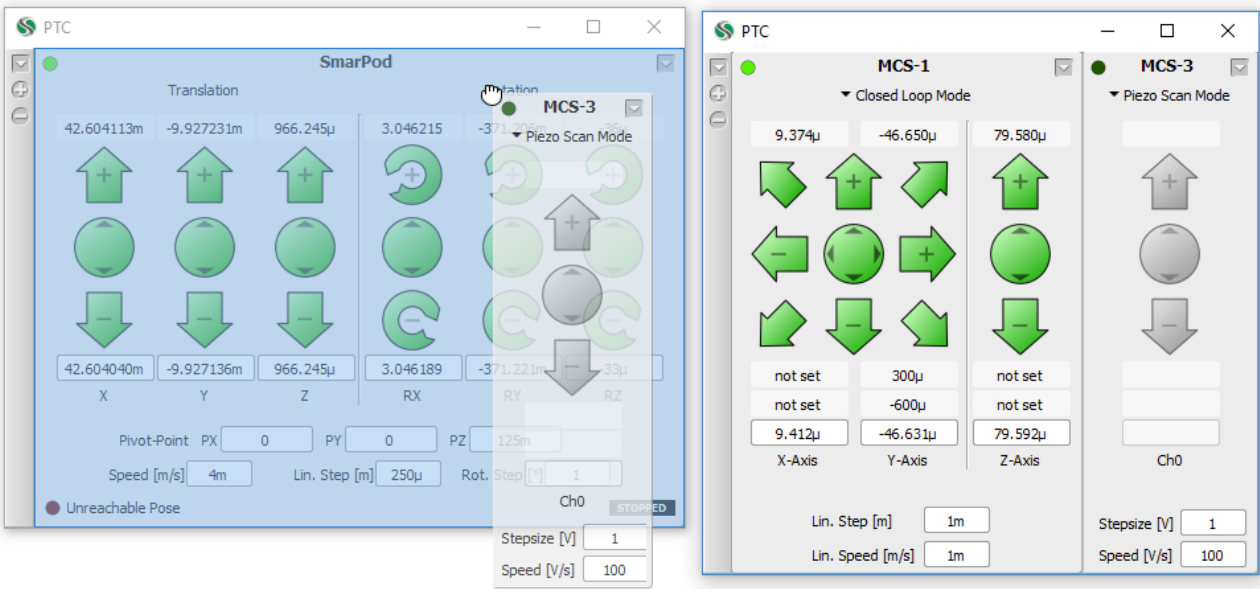 PTC
SmarPod
Translation
Rotation
42.604113m -9.927231m 966.245µ 3.046215
42.604040m -9.927136m 966.245µ 3.046189 -371.221m -33µ
X Y Z RX RY RZ
Pivot-Point PX 0 PY 0 PZ 125m
Speed [m/s] 4m Lin. Step [m] 250µ Rot. Step [°] 1
Unreachable Pose STOPPED
MCS-3
Piezo Scan Mode
Ch0
Stepsize [V] 1
Speed [V/s] 100
PTC
MCS-1
Closed Loop Mode
9.374µ -46.650µ 79.580µ
not set 300µ not set
not set -600µ not set
9.412µ -46.631µ 79.592µ
X-Axis Y-Axis Z-Axis
Lin. Step [m] 1m
Lin. Speed [m/s] 1m
MCS-3
Piezo Scan Mode
Ch0
Stepsize [V] 1
Speed [V/s] 100